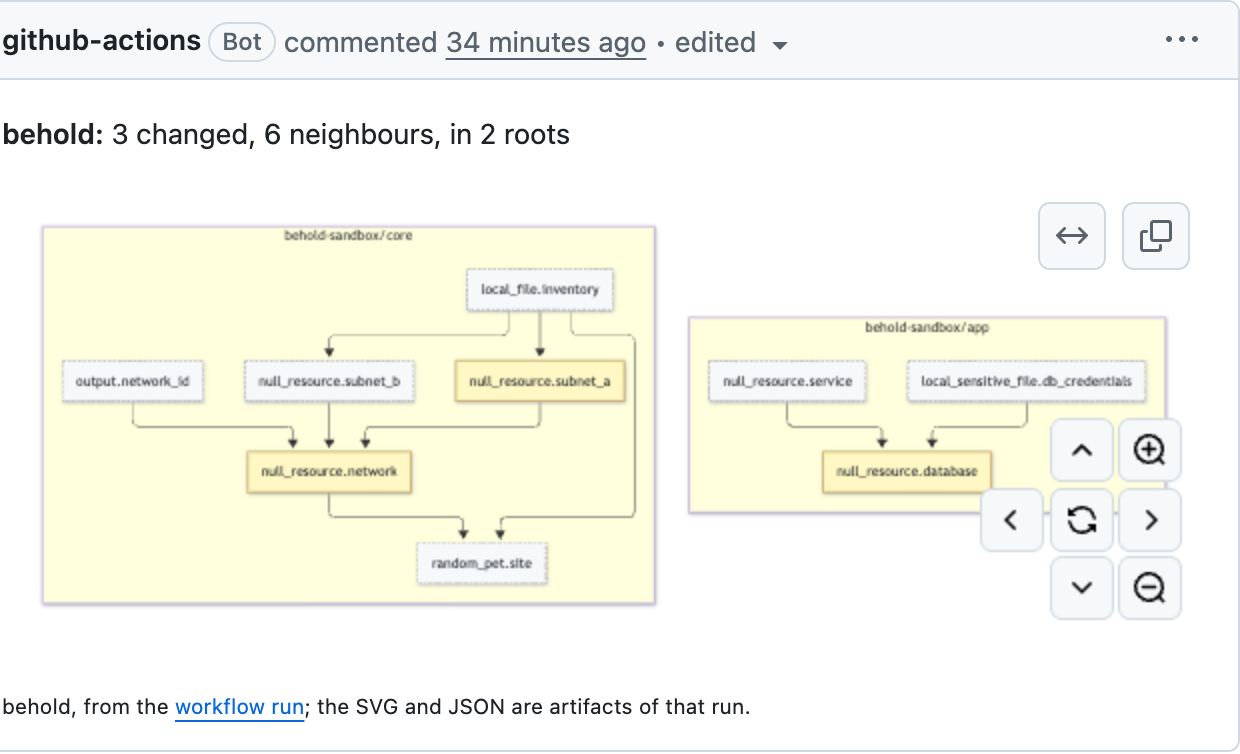 github-actions Bot commented 34 minutes ago • edited
behold: 3 changed, 6 neighbours, in 2 roots
behold-sandbox/core
local_file.inventory
output.network_id
null_resource.subnet_b
null_resource.subnet_a
null_resource.network
random_pet.site
behold-sandbox/app
null_resource.service
local_sensitive_file.db_credentials
null_resource.database
behold, from the workflow run; the SVG and JSON are artifacts of that run.